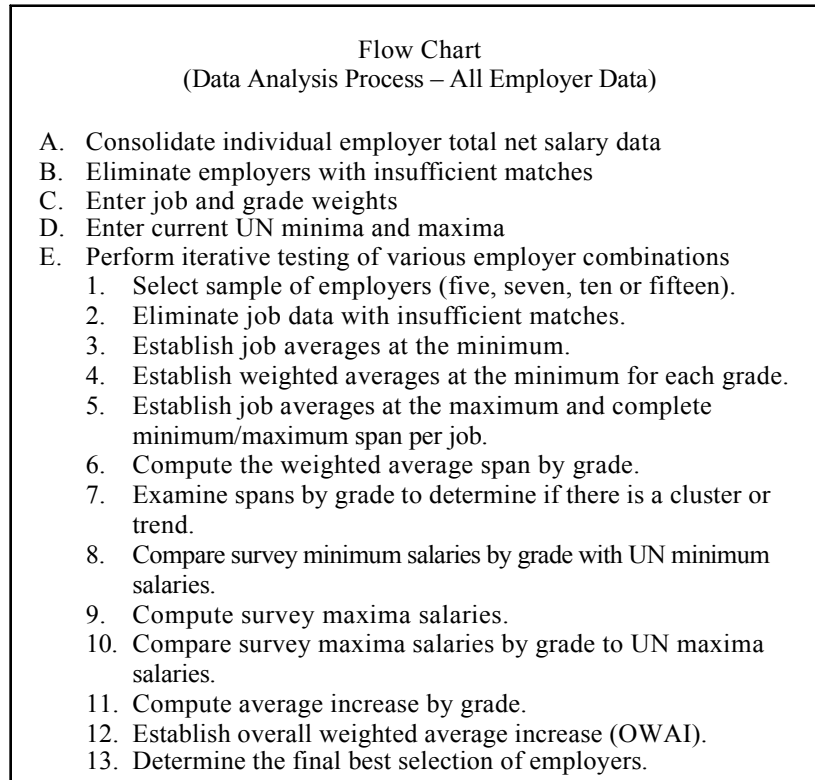 Flow Chart
(Data Analysis Process – All Employer Data)
A. Consolidate individual employer total net salary data
B. Eliminate employers with insufficient matches
C. Enter job and grade weights
D. Enter current UN minima and maxima
E. Perform iterative testing of various employer combinations
1. Select sample of employers (five, seven, ten or fifteen).
2. Eliminate job data with insufficient matches.
3. Establish job averages at the minimum.
4. Establish weighted averages at the minimum for each grade.
5. Establish job averages at the maximum and complete
minimum/maximum span per job.
6. Compute the weighted average span by grade.
7. Examine spans by grade to determine if there is a cluster or
trend.
8. Compare survey minimum salaries by grade with UN minimum
salaries.
9. Compute survey maxima salaries.
10. Compare survey maxima salaries by grade to UN maxima
salaries.
11. Compute average increase by grade.
12. Establish overall weighted average increase (OWAI).
13. Determine the final best selection of employers.